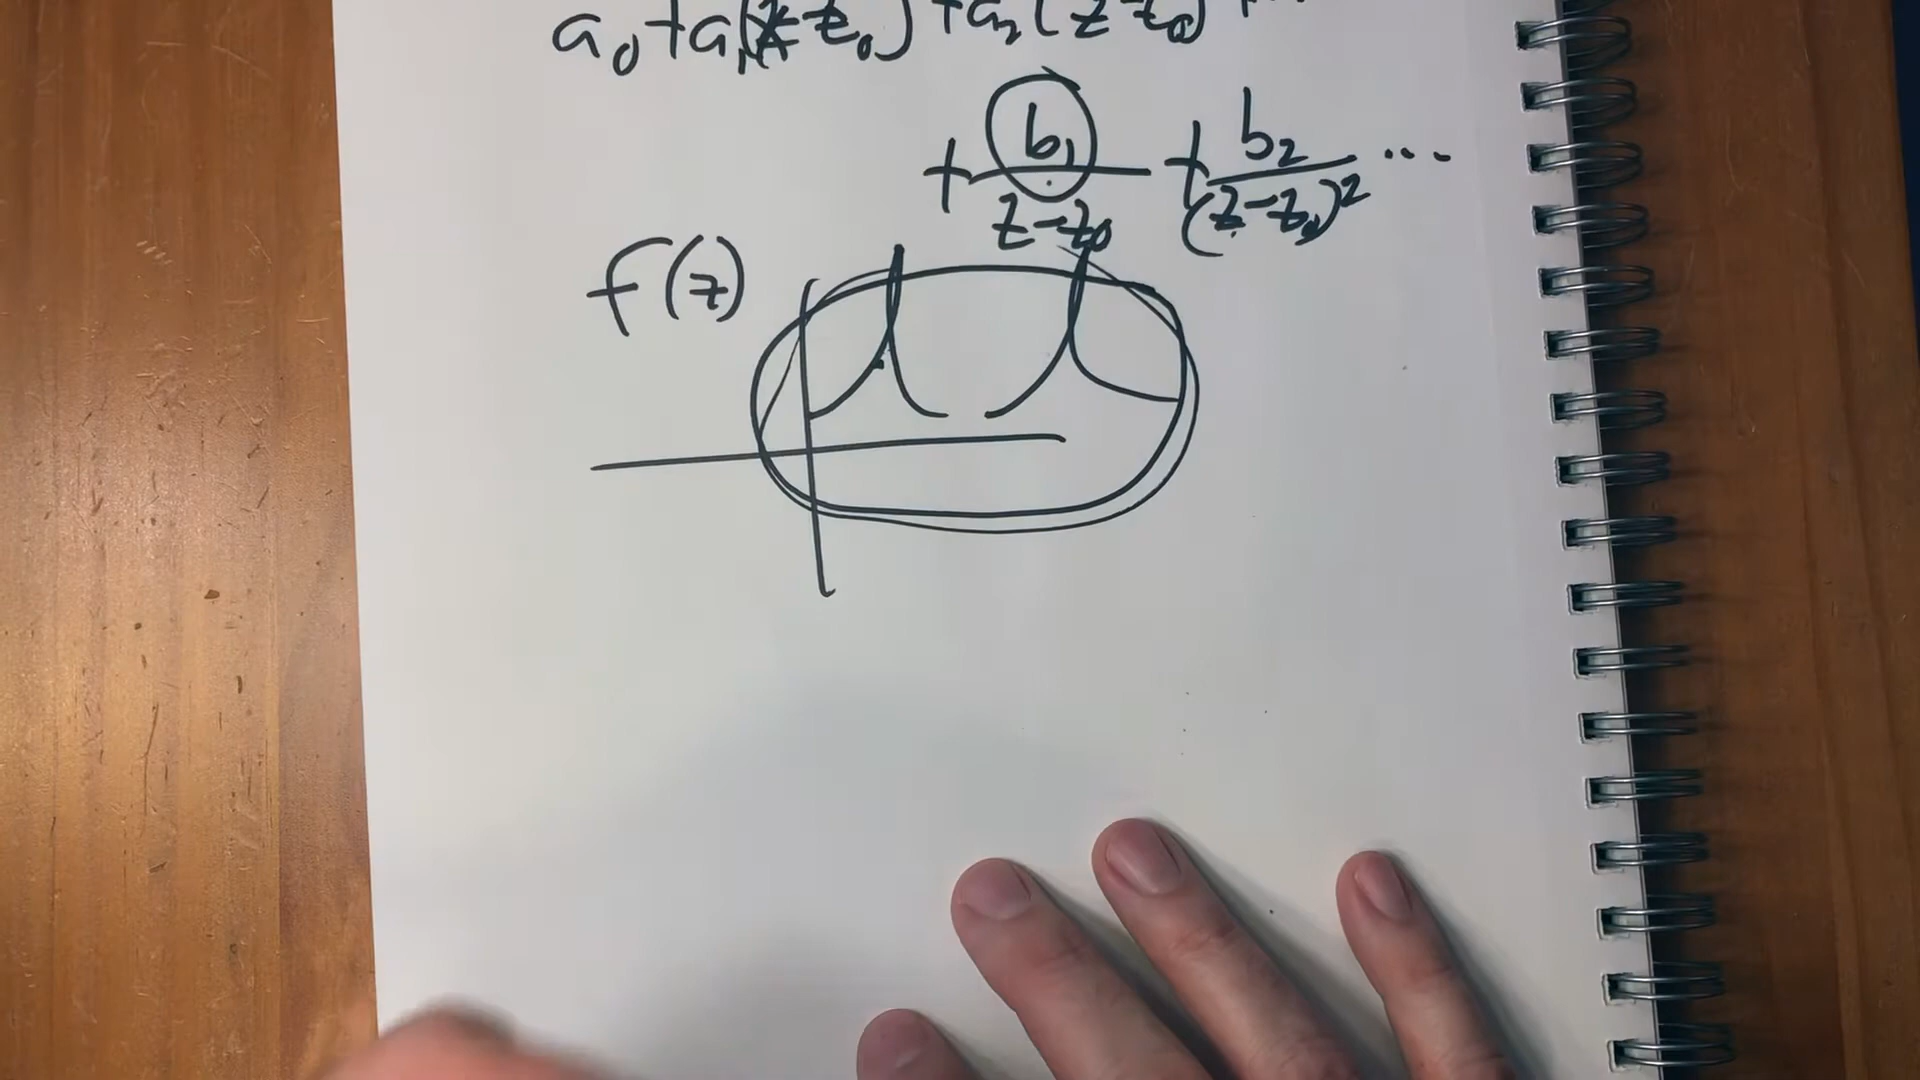 a₀ + a₁(z-z₀) + a₂(z-z₀)
+ b₁/(z-z₀) + b₂/(z-z₀)² ...
f(z)